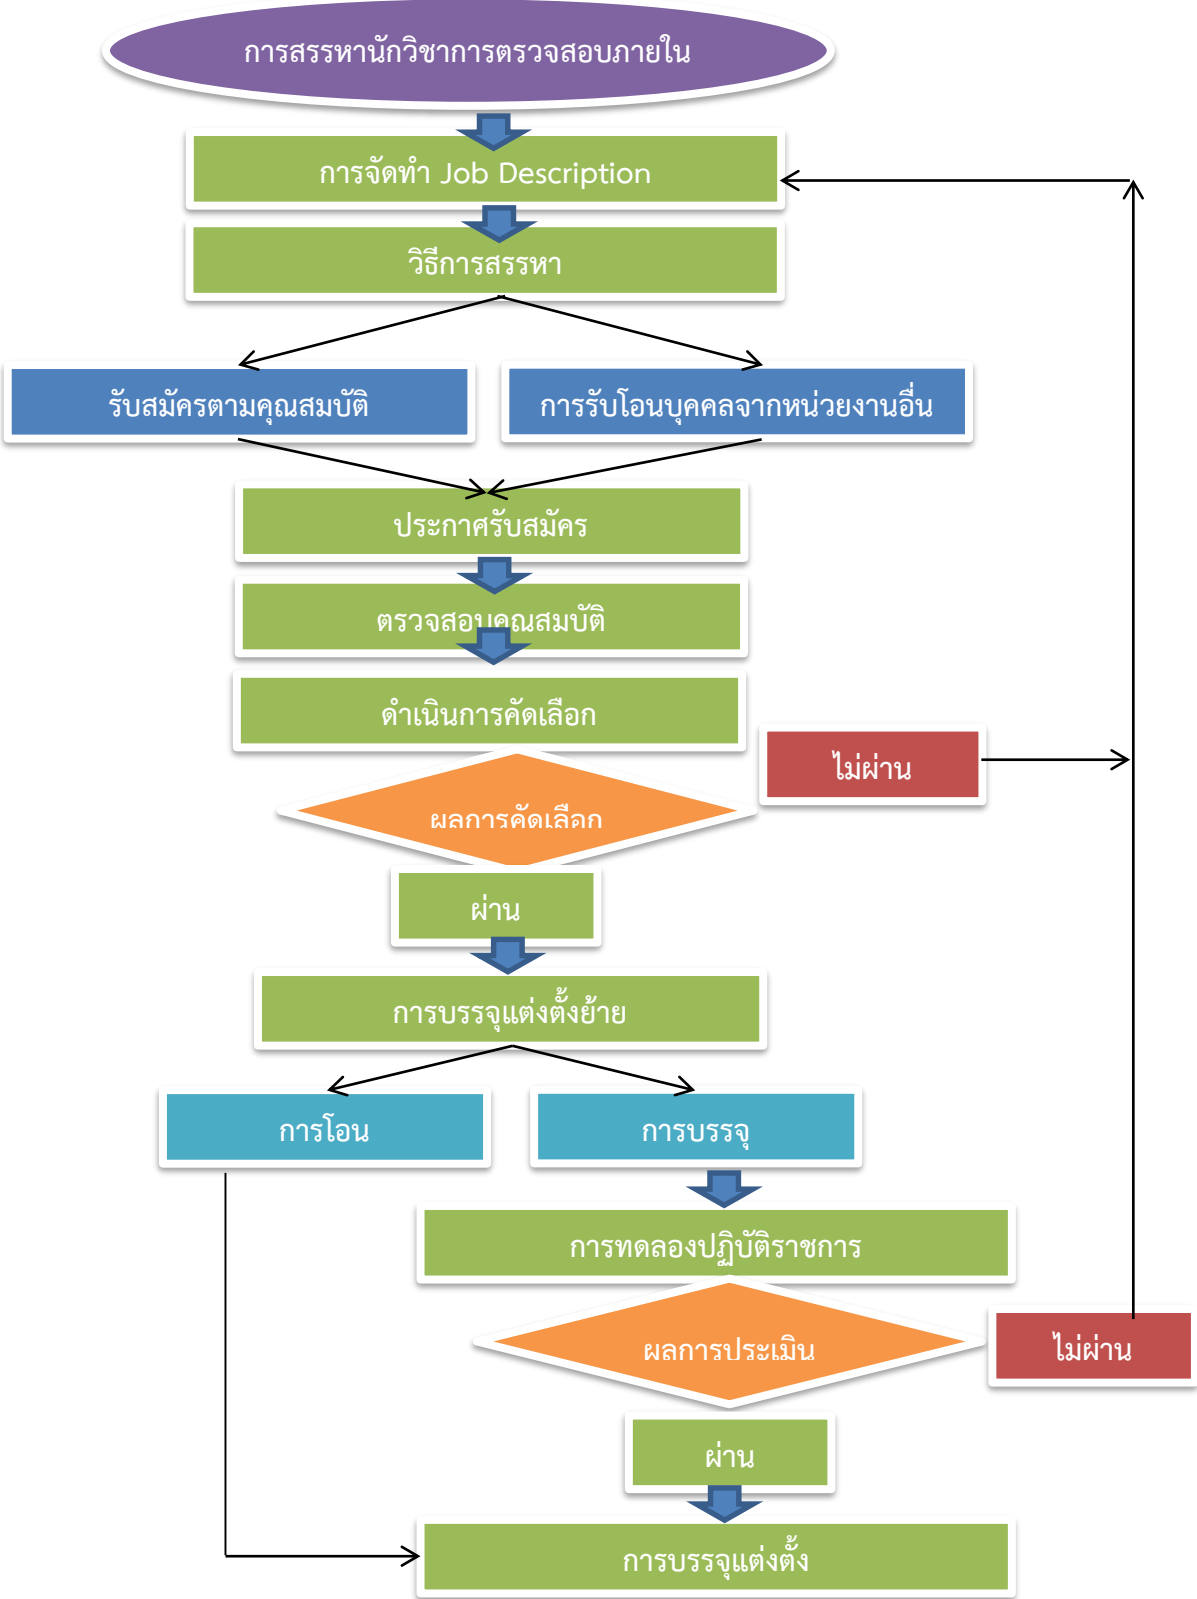 การสรรหานักวิชาการตรวจสอบภายใน
การจัดทำ Job Description
วิธีการสรรหา
รับสมัครตามคุณสมบัติ
การรับโอนบุคคลจากหน่วยงานอื่น
ประกาศรับสมัคร
ตรวจสอบคุณสมบัติ
ดำเนินการคัดเลือก
ไม่ผ่าน
ผลการคัดเลือก
ผ่าน
การบรรจุแต่งตั้งย้าย
การโอน
การบรรจุ
การทดลองปฏิบัติราชการ
ผลการประเมิน
ไม่ผ่าน
ผ่าน
การบรรจุแต่งตั้ง